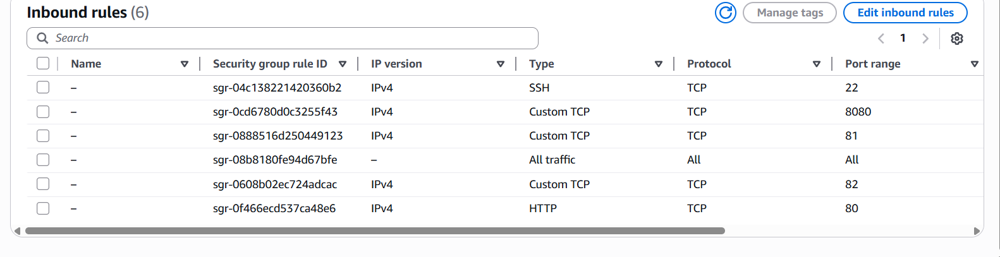 Inbound rules (6)
Manage tags
Edit inbound rules
Search
1
Name Security group rule ID IP version Type Protocol Port range
– sgr-04c138221420360b2 IPv4 SSH TCP 22
– sgr-0cd6780d0c3255f43 IPv4 Custom TCP TCP 8080
– sgr-0888516d250449123 IPv4 Custom TCP TCP 81
– sgr-08b8180fe94d67bfe – All traffic All All
– sgr-0608b02ec724adcac IPv4 Custom TCP TCP 82
– sgr-0f466ecd537ca48e6 IPv4 HTTP TCP 80